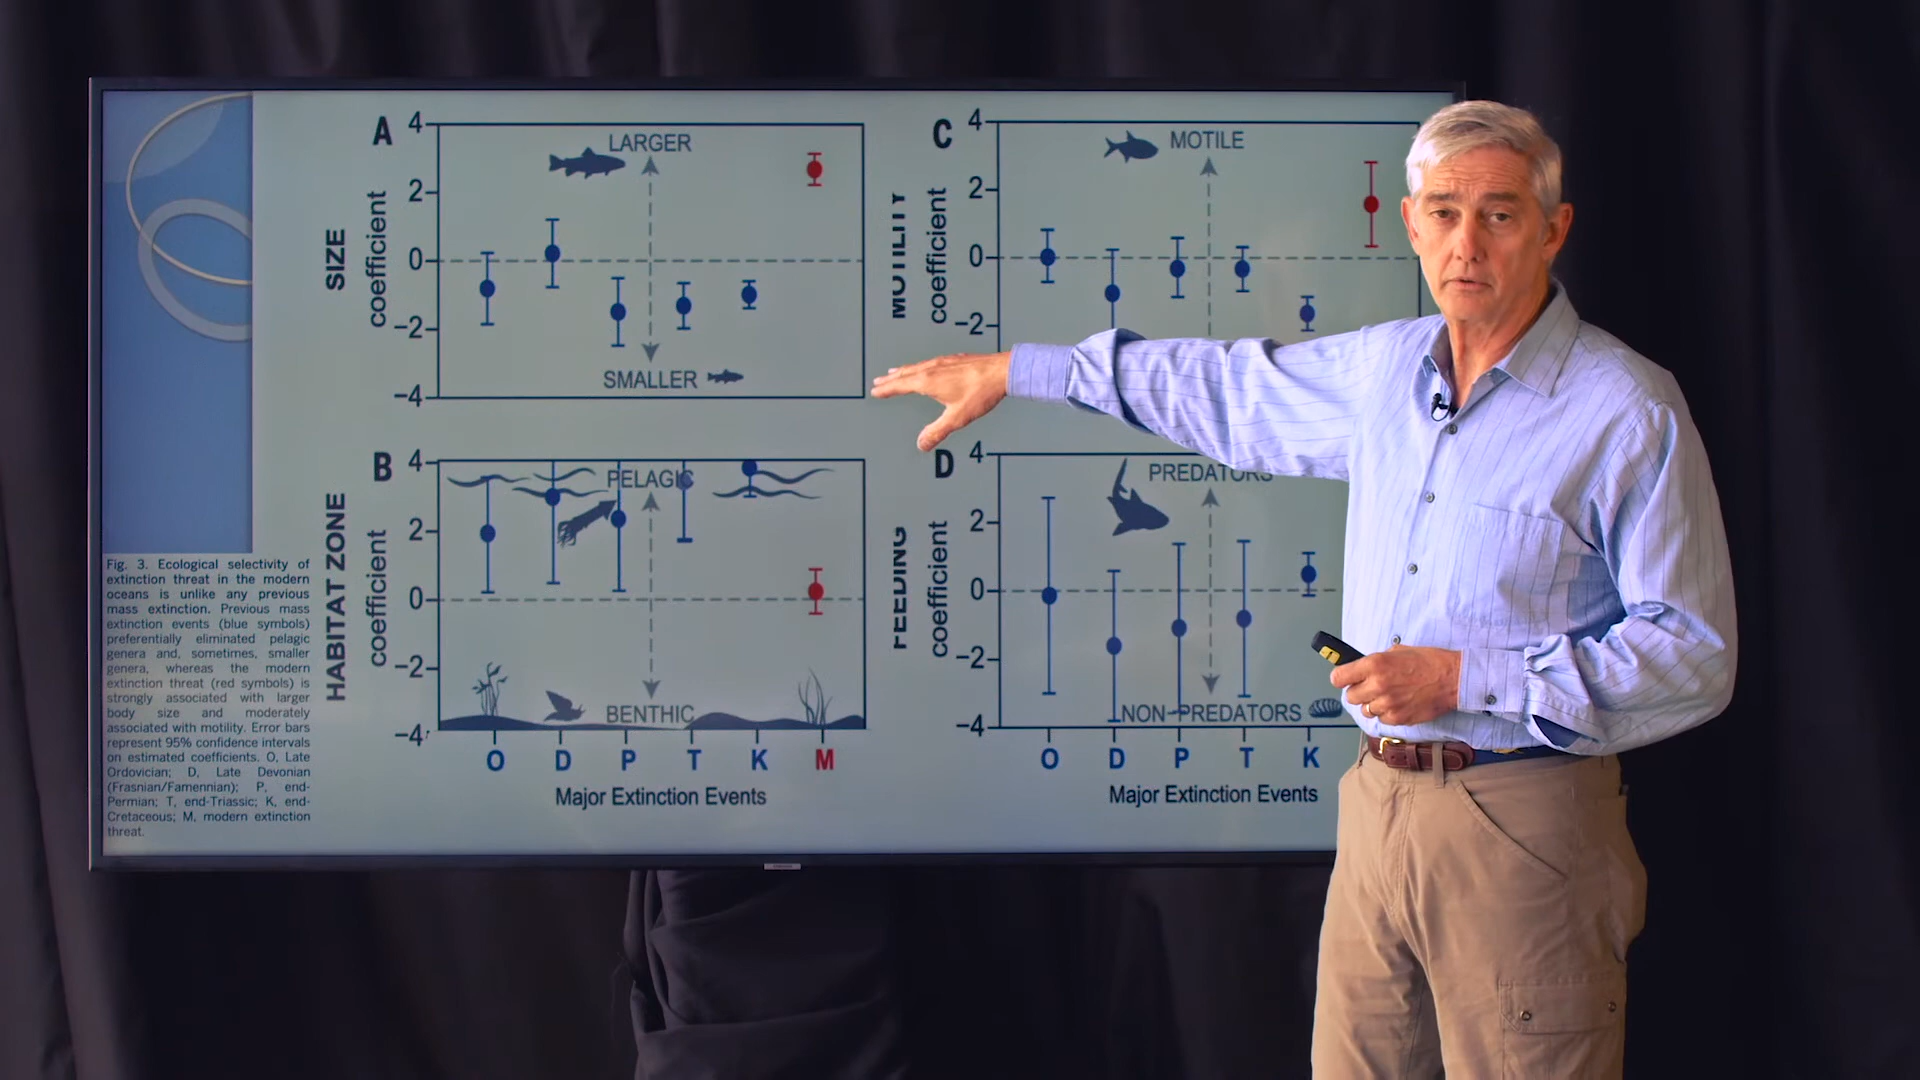 A
4
LARGER
2
SIZE
coefficient
0
−2
SMALLER
−4
C
4
MOTILE
2
MOTILITY
coefficient
0
−2
B
4
PELAGIC
2
HABITAT ZONE
coefficient
0
−2
BENTHIC
−4
O D P T K M
Major Extinction Events
D
4
PREDATORS
2
FEEDING
coefficient
0
−2
NON-PREDATORS
−4
O D P T K
Major Extinction Events
Fig. 3. Ecological selectivity of
extinction threat in the modern
oceans is unlike any previous
mass extinction. Previous mass
extinction events (blue symbols)
preferentially eliminated pelagic
genera and, sometimes, smaller
genera, whereas the modern
extinction threat (red symbols) is
strongly associated with larger
body size and moderately
associated with motility. Error bars
represent 95% confidence intervals
on estimated coefficients. O, Late
Ordovician; D, Late Devonian
(Frasnian/Famennian); P, end-
Permian; T, end-Triassic; K, end-
Cretaceous; M, modern extinction
threat.